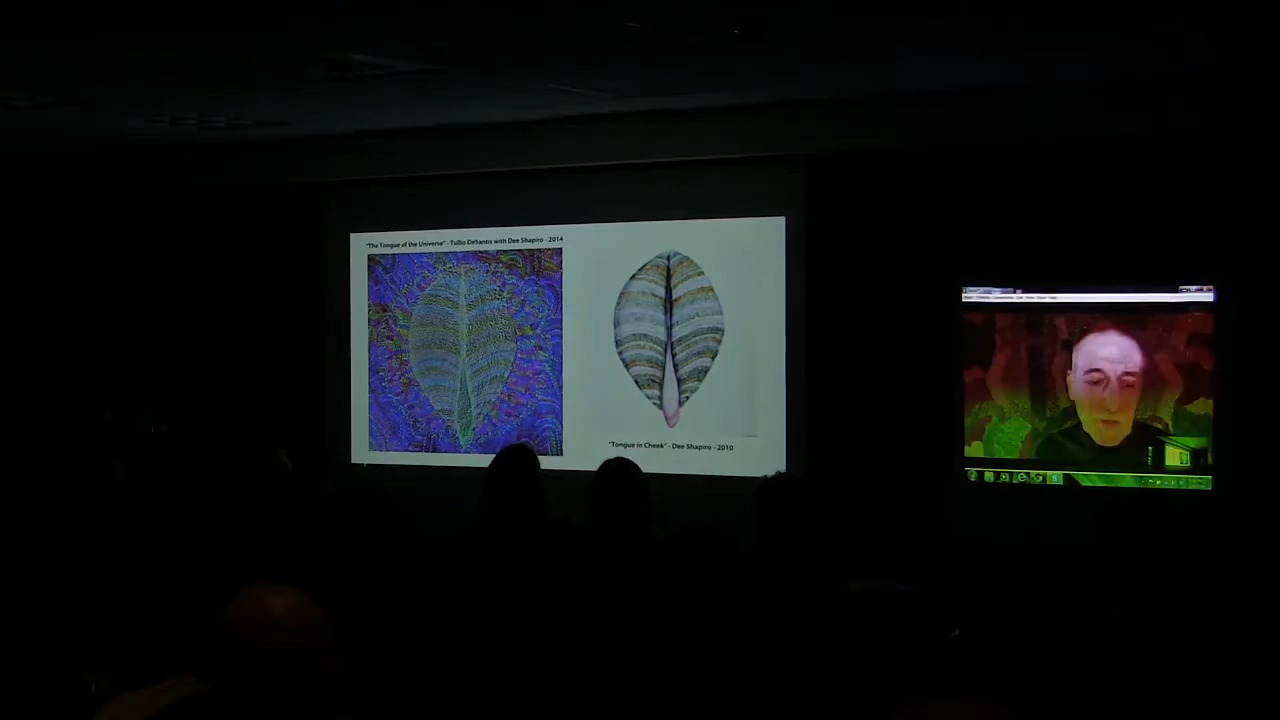 "The Tongue of the Universe" - Tullio DeSantis with Dee Shapiro - 2014
"Tongue in Cheek" - Dee Shapiro - 2010